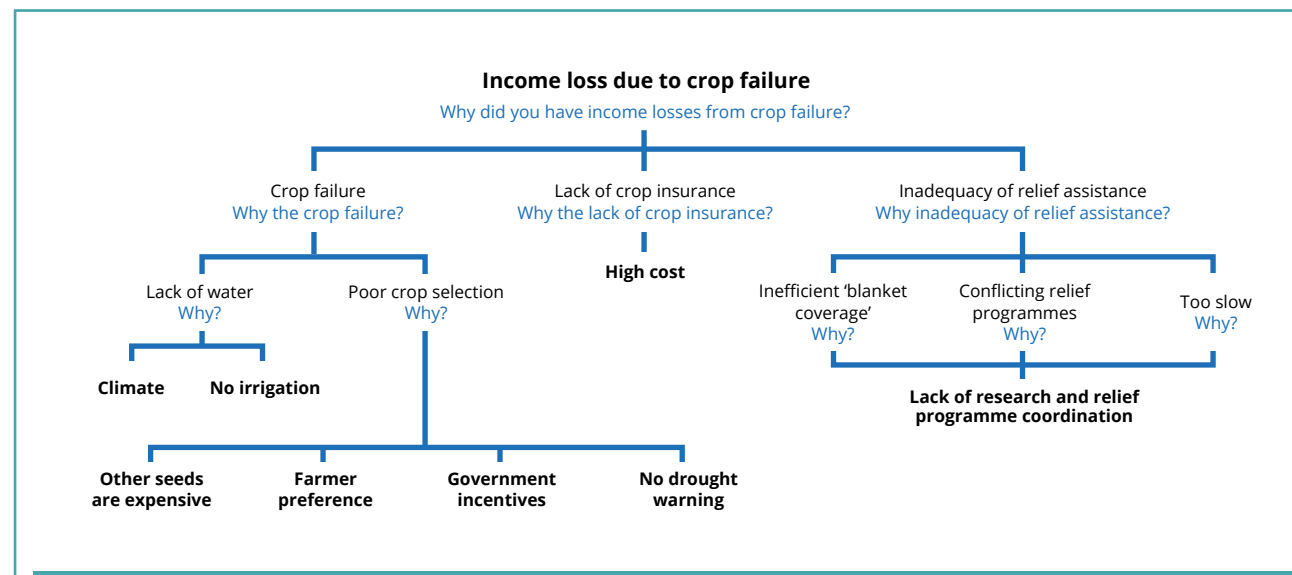 Income loss due to crop failure
Why did you have income losses from crop failure?
Crop failure
Why the crop failure?
Lack of crop insurance
Why the lack of crop insurance?
Inadequacy of relief assistance
Why inadequacy of relief assistance?
High cost
Lack of water
Why?
Poor crop selection
Why?
Inefficient ‘blanket
coverage’
Why?
Conflicting relief
programmes
Why?
Too slow
Why?
Climate
No irrigation
Lack of research and relief
programme coordination
Other seeds
are expensive
Farmer
preference
Government
incentives
No drought
warning